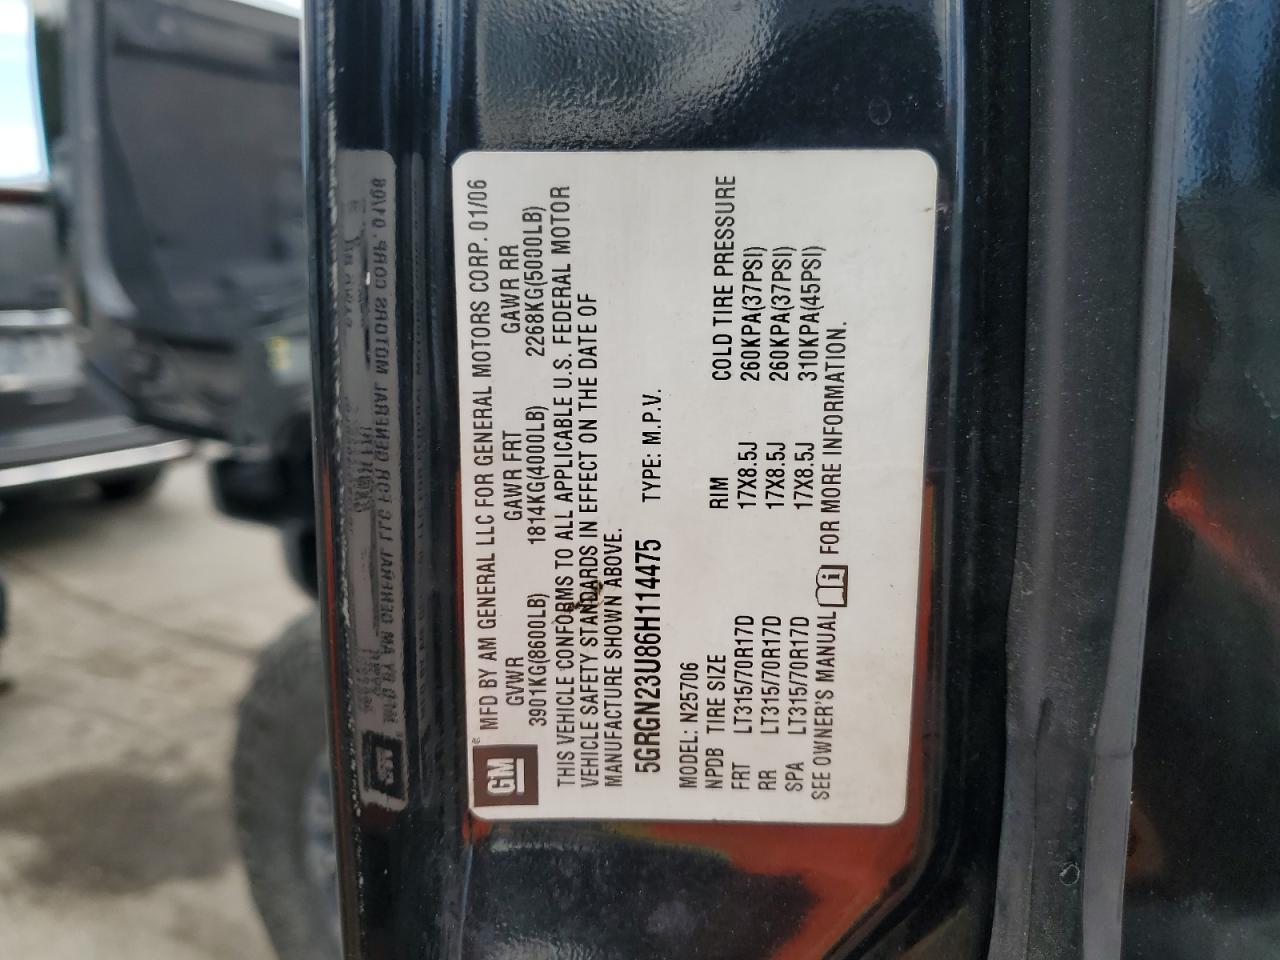 GM
MFD BY AM GENERAL LLC FOR GENERAL MOTORS CORP. 01/06
GVWR GAWR FRT GAWR RR
3901KG(8600LB) 1814KG(4000LB) 2268KG(5000LB)
THIS VEHICLE CONFORMS TO ALL APPLICABLE U.S. FEDERAL MOTOR
VEHICLE SAFETY STANDARDS IN EFFECT ON THE DATE OF
MANUFACTURE SHOWN ABOVE.
5GRGN23U86H114475 TYPE: M.P.V.
MODEL: N25706
NPDB TIRE SIZE RIM COLD TIRE PRESSURE
FRT LT315/70R17D 17X8.5J 260KPA(37PSI)
RR LT315/70R17D 17X8.5J 260KPA(37PSI)
SPA LT315/70R17D 17X8.5J 310KPA(45PSI)
SEE OWNER'S MANUAL FOR MORE INFORMATION.